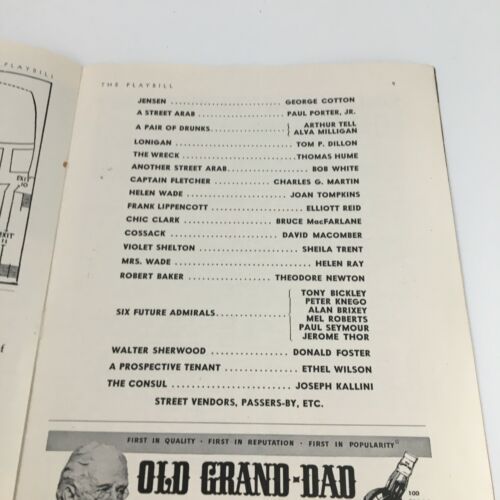 PLAYBILL
THE PLAYBILL
JENSEN GEORGE COTTON
A STREET ARAB PAUL PORTER, JR.
A PAIR OF DRUNKS ARTHUR TELL
ALVA MILLIGAN
LONIGAN TOM P. DILLON
THE WRECK THOMAS HUME
ANOTHER STREET ARAB BOB WHITE
CAPTAIN FLETCHER CHARLES G. MARTIN
HELEN WADE JOAN TOMPKINS
FRANK LIPPENCOTT ELLIOTT REID
CHIC CLARK BRUCE MacFARLANE
COSSACK DAVID MACOMBER
VIOLET SHELTON SHEILA TRENT
MRS. WADE HELEN RAY
ROBERT BAKER THEODORE NEWTON
SIX FUTURE ADMIRALS TONY BICKLEY
PETER KNEGO
ALAN BRIXEY
MEL ROBERTS
PAUL SEYMOUR
JEROME THOR
WALTER SHERWOOD DONALD FOSTER
A PROSPECTIVE TENANT ETHEL WILSON
THE CONSUL JOSEPH KALLINI
STREET VENDORS, PASSERS-BY, ETC.
FIRST IN QUALITY · FIRST IN REPUTATION · FIRST IN POPULARITY
OLD GRAND-DAD
100